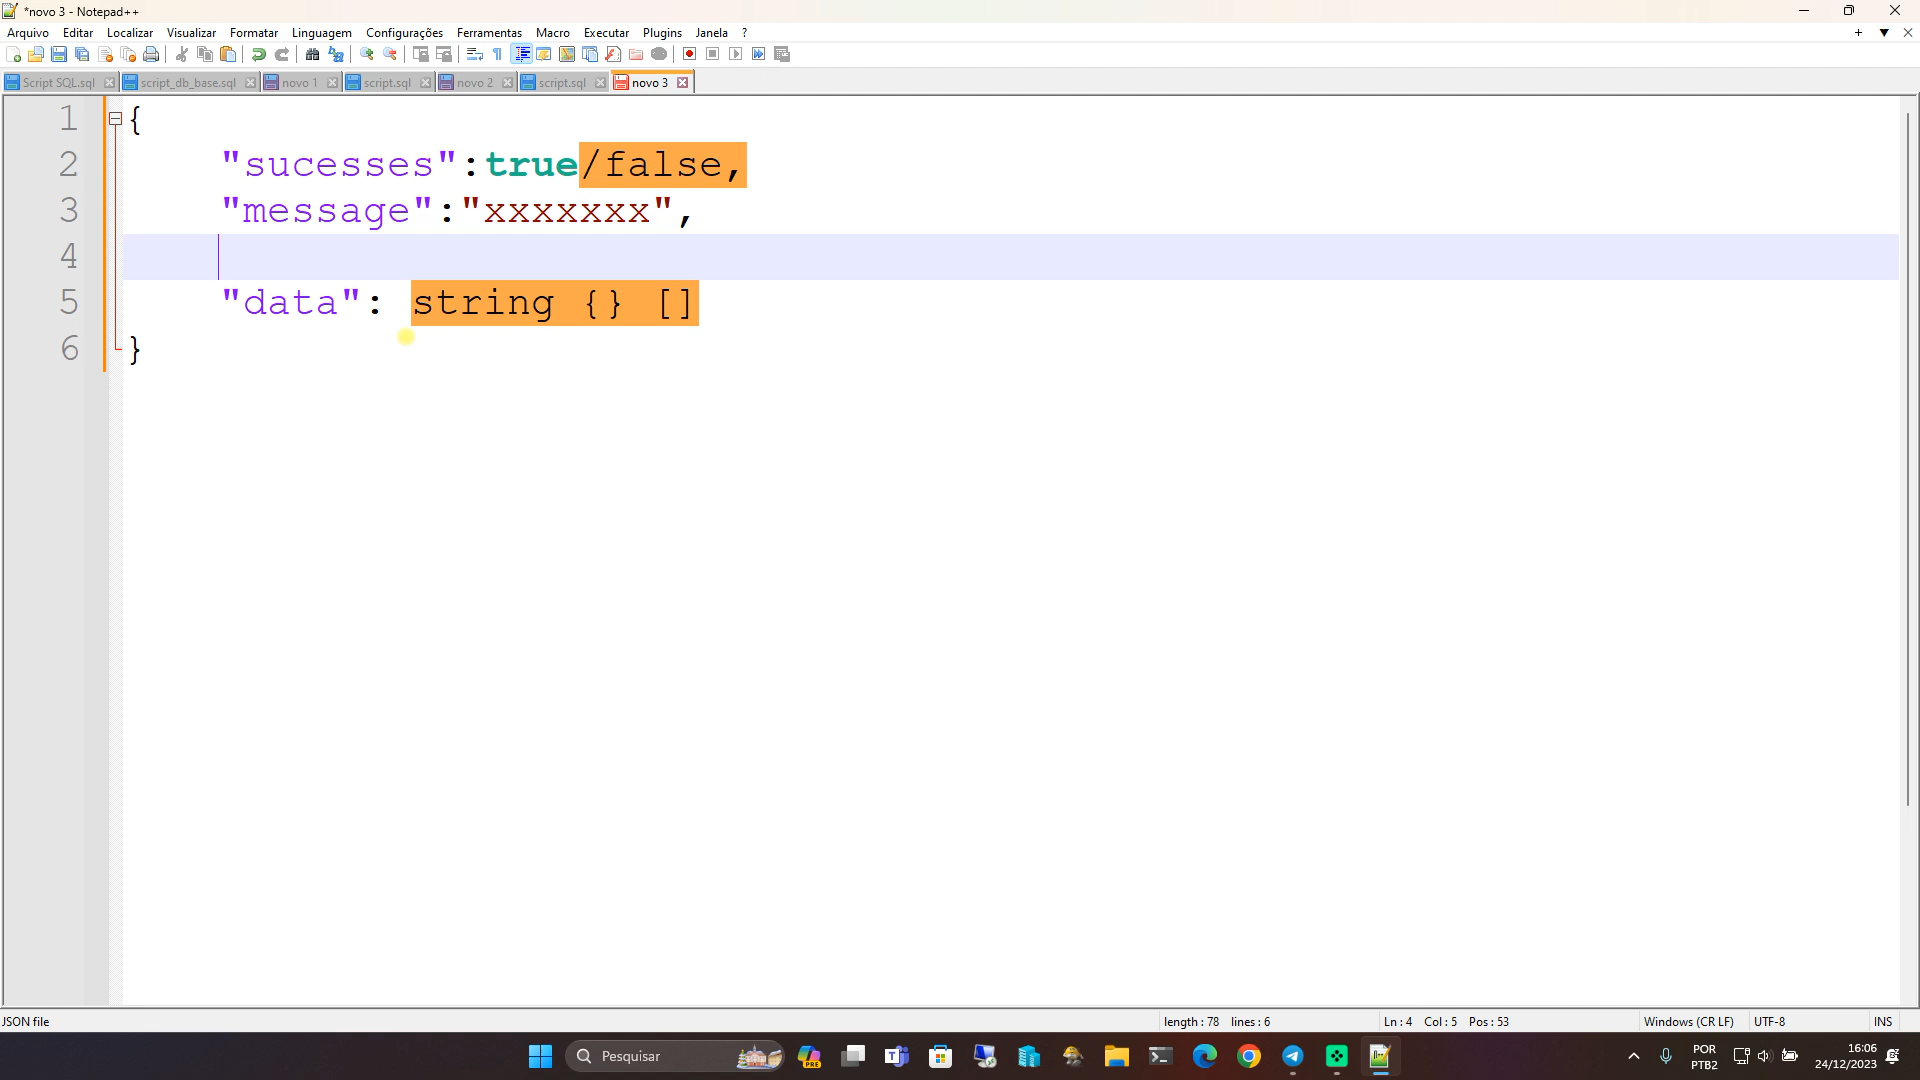 *novo 3 - Notepad++
Arquivo Editar Localizar Visualizar Formatar Linguagem Configurações Ferramentas Macro Executar Plugins Janela ?
Script SQL.sql script_db_base.sql novo 1 script.sql novo 2 script.sql novo 3
1 {
2 "sucesses":true/false,
3 "message":"xxxxxxx",
4
5 "data": string {} []
6 }
JSON file length : 78 lines : 6 Ln : 4 Col : 5 Pos : 53 Windows (CR LF) UTF-8 INS
Pesquisar
PRE
POR
PTB2
16:06
24/12/2023